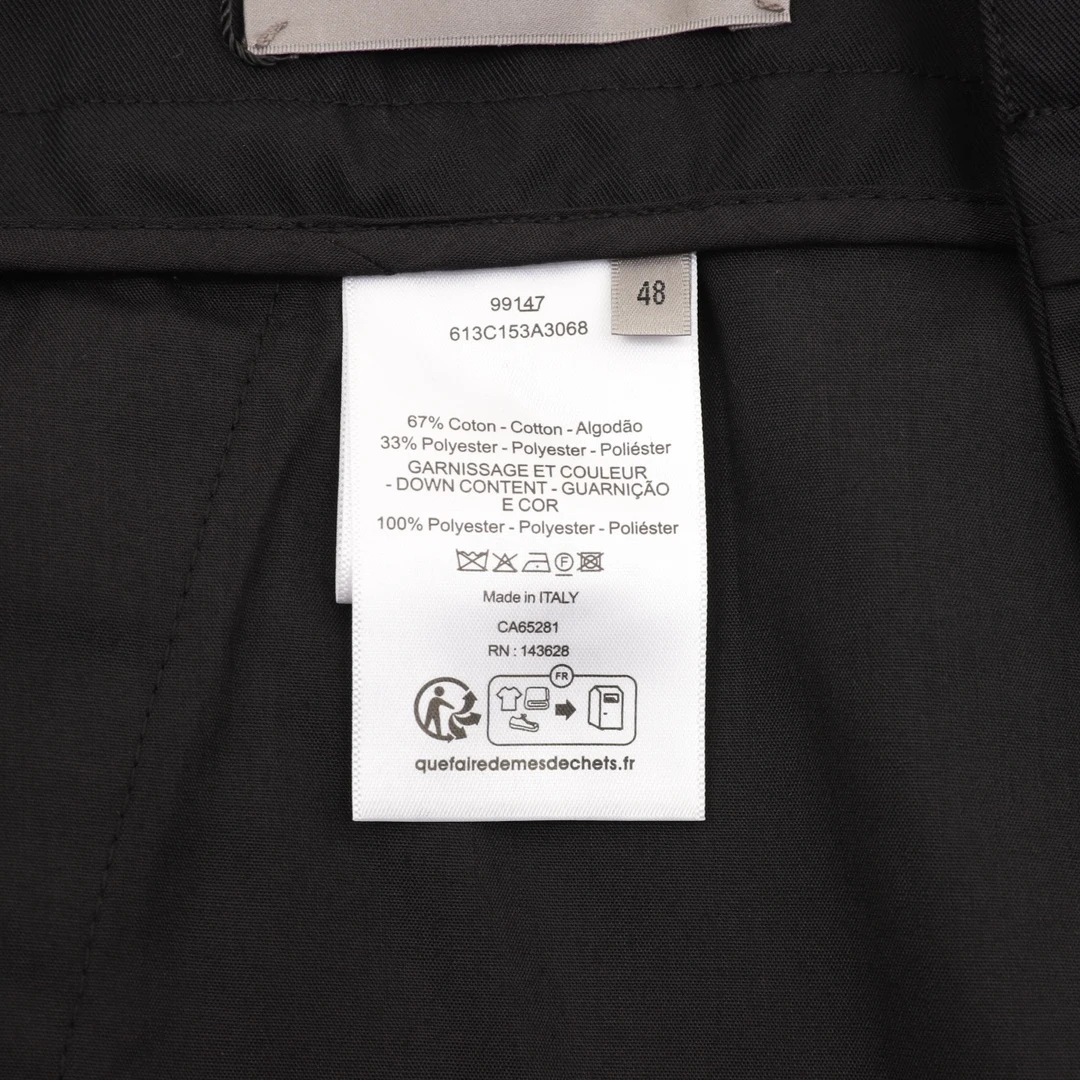 99147
48
613C153A3068
67% Coton - Cotton - Algodão
33% Polyester - Polyester - Poliéster
GARNISSAGE ET COULEUR
- DOWN CONTENT - GUARNIÇÃO
E COR
100% Polyester - Polyester - Poliéster
F
Made in ITALY
CA65281
RN : 143628
FR
quefairedemesdechets.fr